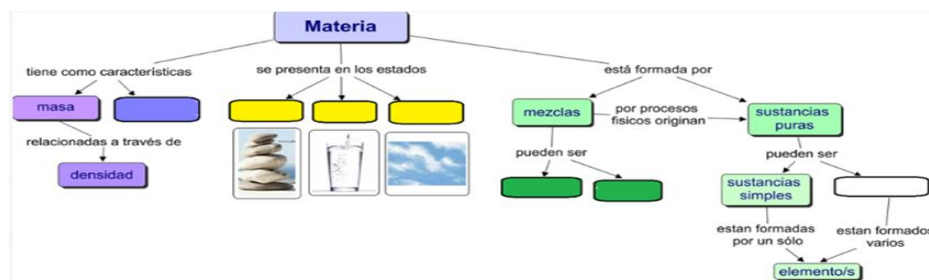 Materia
tiene como características
se presenta en los estados
está formada por
masa
mezclas
por procesos
fisicos originan
sustancias
puras
relacionadas a través de
pueden ser
pueden ser
densidad
sustancias
simples
estan formadas
por un sólo
estan formados
varios
elemento/s